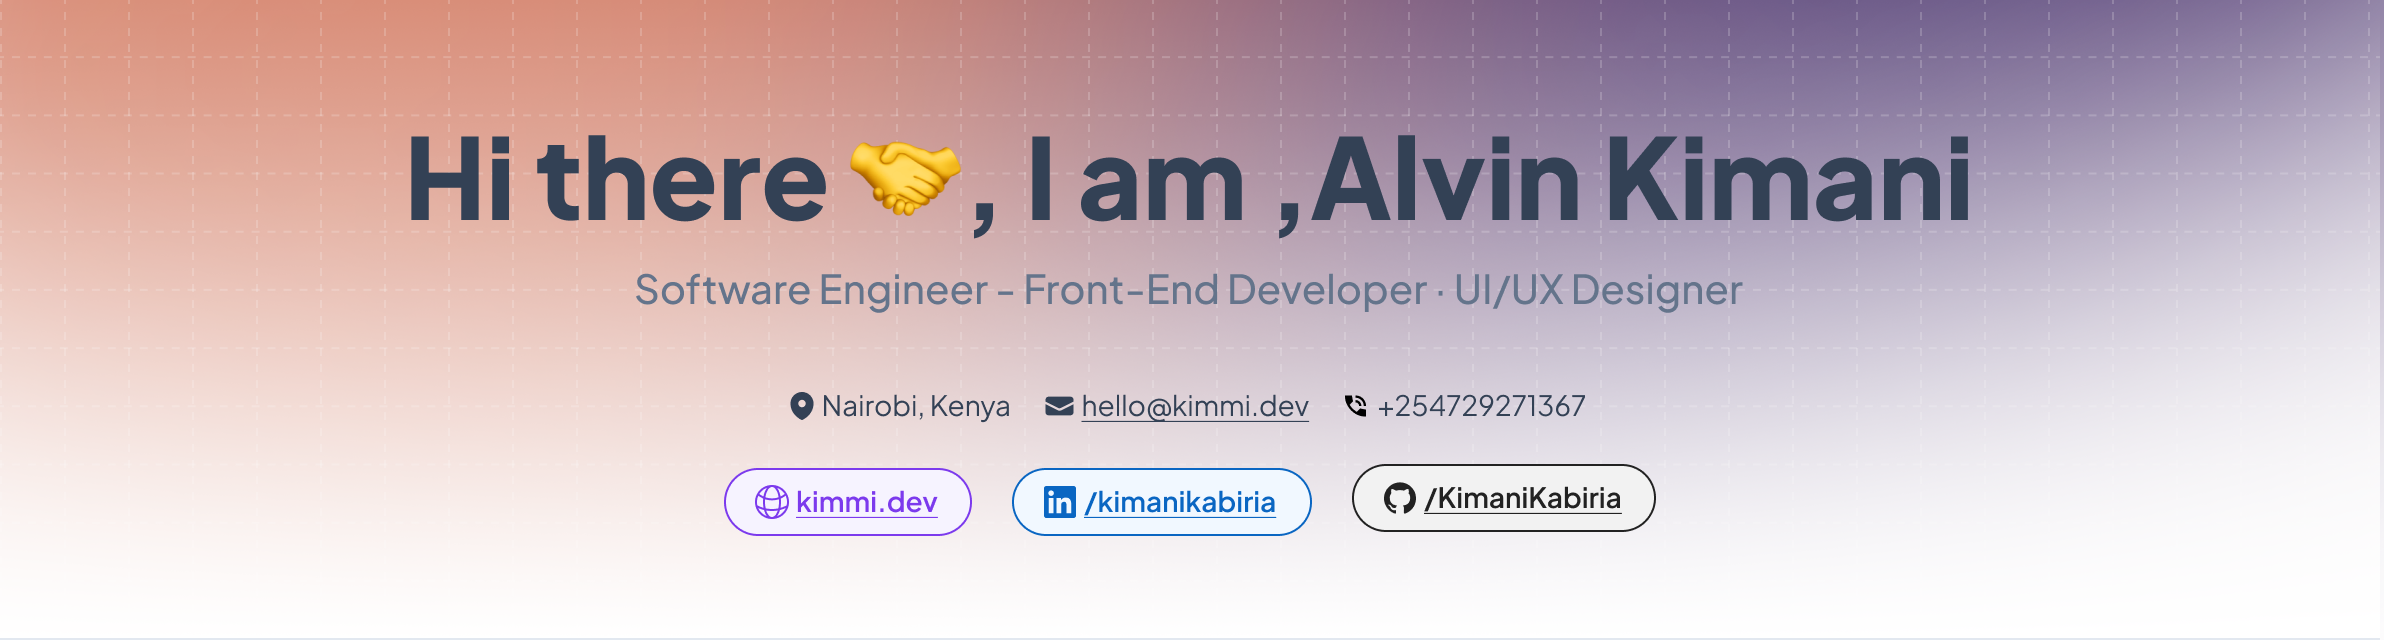 Hi there 🤝, I am ,Alvin Kimani
Software Engineer - Front-End Developer · UI/UX Designer
Nairobi, Kenya hello@kimmi.dev +254729271367
kimmi.dev /kimanikabiria /KimaniKabiria